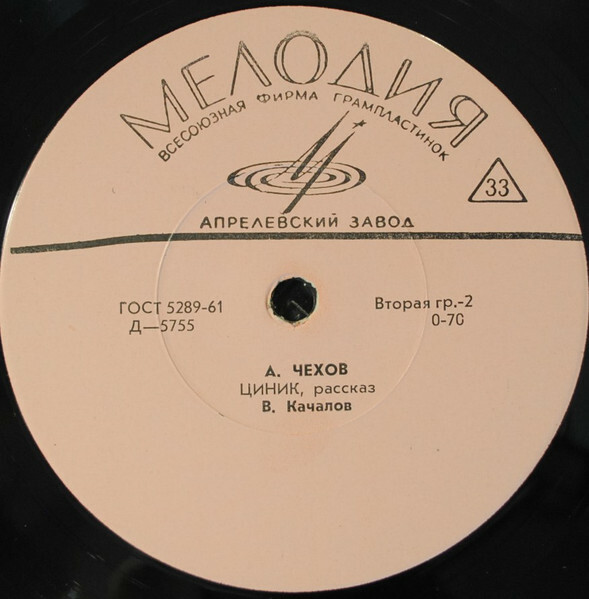 МЕЛОДИЯ
ВСЕСОЮЗНАЯ ФИРМА ГРАМПЛАСТИНОК
33
АПРЕЛЕВСКИЙ ЗАВОД
ГОСТ 5289-61
Вторая гр.-2
Д—5755
0-70
А. ЧЕХОВ
ЦИНИК, рассказ
В. Качалов